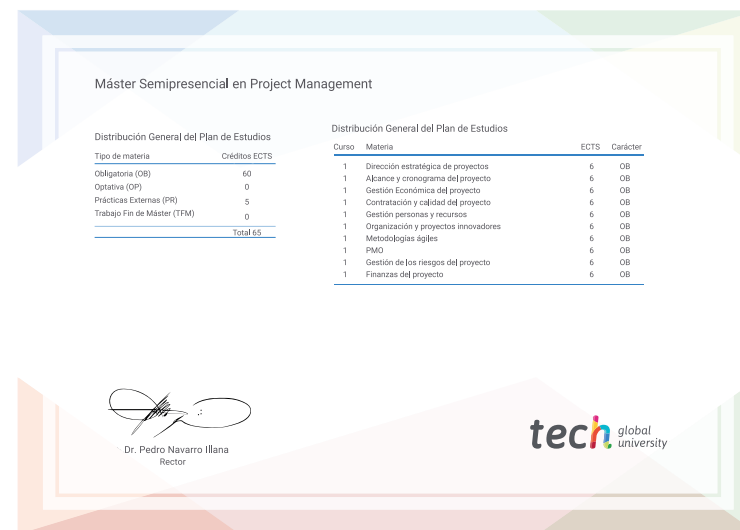 Máster Semipresencial en Project Management
Distribución General del Plan de Estudios
Tipo de materia Créditos ECTS
Obligatoria (OB) 60
Optativa (OP) 0
Prácticas Externas (PR) 5
Trabajo Fin de Máster (TFM) 0
Total 65
Distribución General del Plan de Estudios
Curso Materia ECTS Carácter
1 Dirección estratégica de proyectos 6 OB
1 Alcance y cronograma del proyecto 6 OB
1 Gestión Económica del proyecto 6 OB
1 Contratación y calidad del proyecto 6 OB
1 Gestión personas y recursos 6 OB
1 Organización y proyectos innovadores 6 OB
1 Metodologías ágiles 6 OB
1 PMO 6 OB
1 Gestión de los riesgos del proyecto 6 OB
1 Finanzas del proyecto 6 OB
Dr. Pedro Navarro Illana
Rector
tech global
university